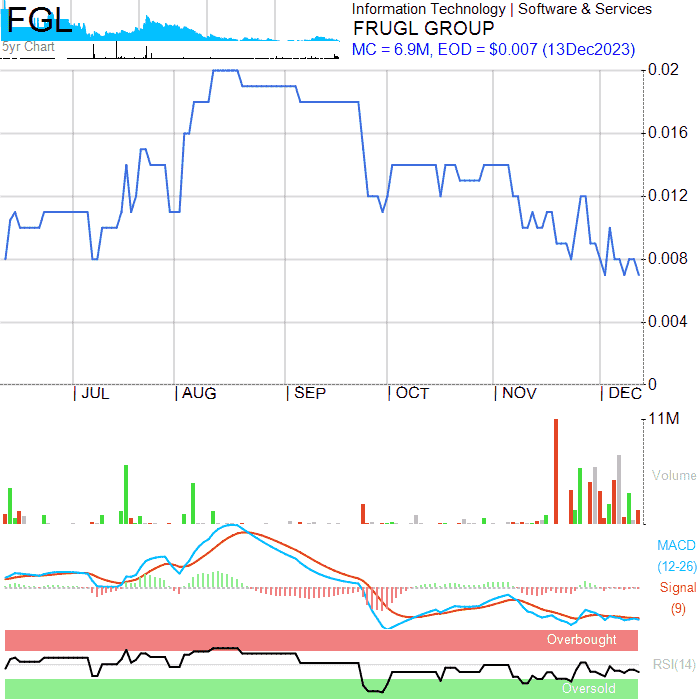 FGL
5yr Chart
Information Technology | Software & Services
FRUGL GROUP
MC = 6.9M, EOD = $0.007 (13Dec2023)
0.02
0.016
0.012
0.008
0.004
0
| JUL | AUG | SEP | OCT | NOV | DEC
11M
Volume
MACD
(12-26)
Signal
(9)
Overbought
RSI(14)
Oversold